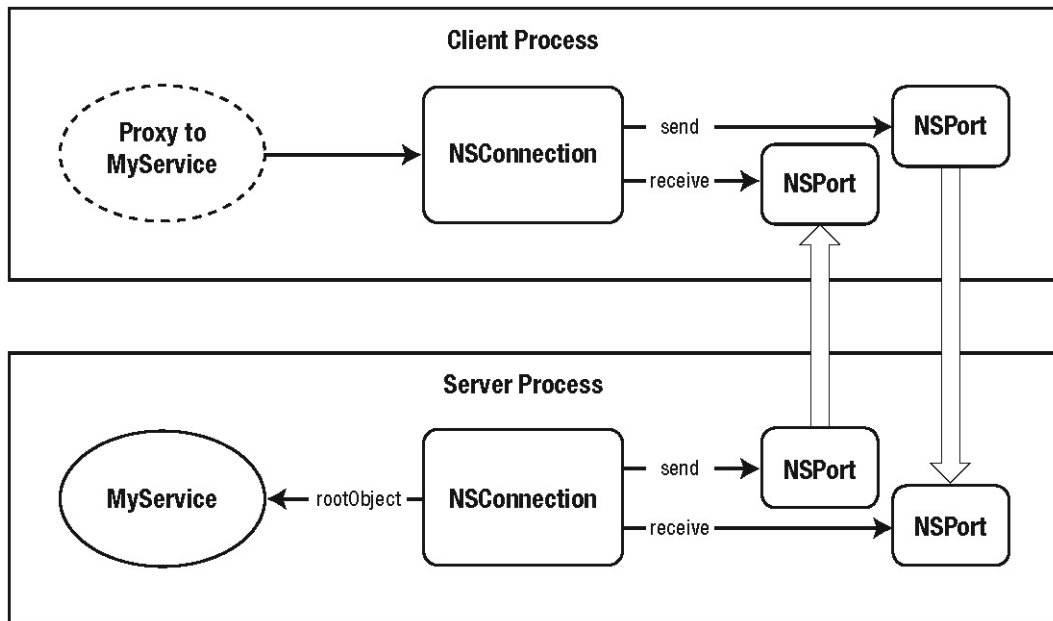 Client Process
Proxy to
MyService
NSConnection
send
NSPort
receive
NSPort
Server Process
MyService
rootObject
NSConnection
send
NSPort
receive
NSPort